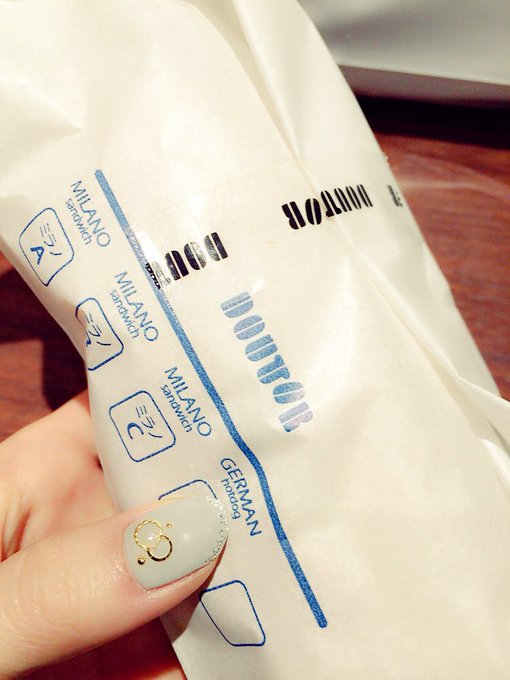 MILANO
sandwich
ミラノ
A
MILANO
sandwich
ミラノ
MILANO
sandwich
ミラノ
C
GERMAN
hotdog
DOUTOR
DOUTOR
DOU